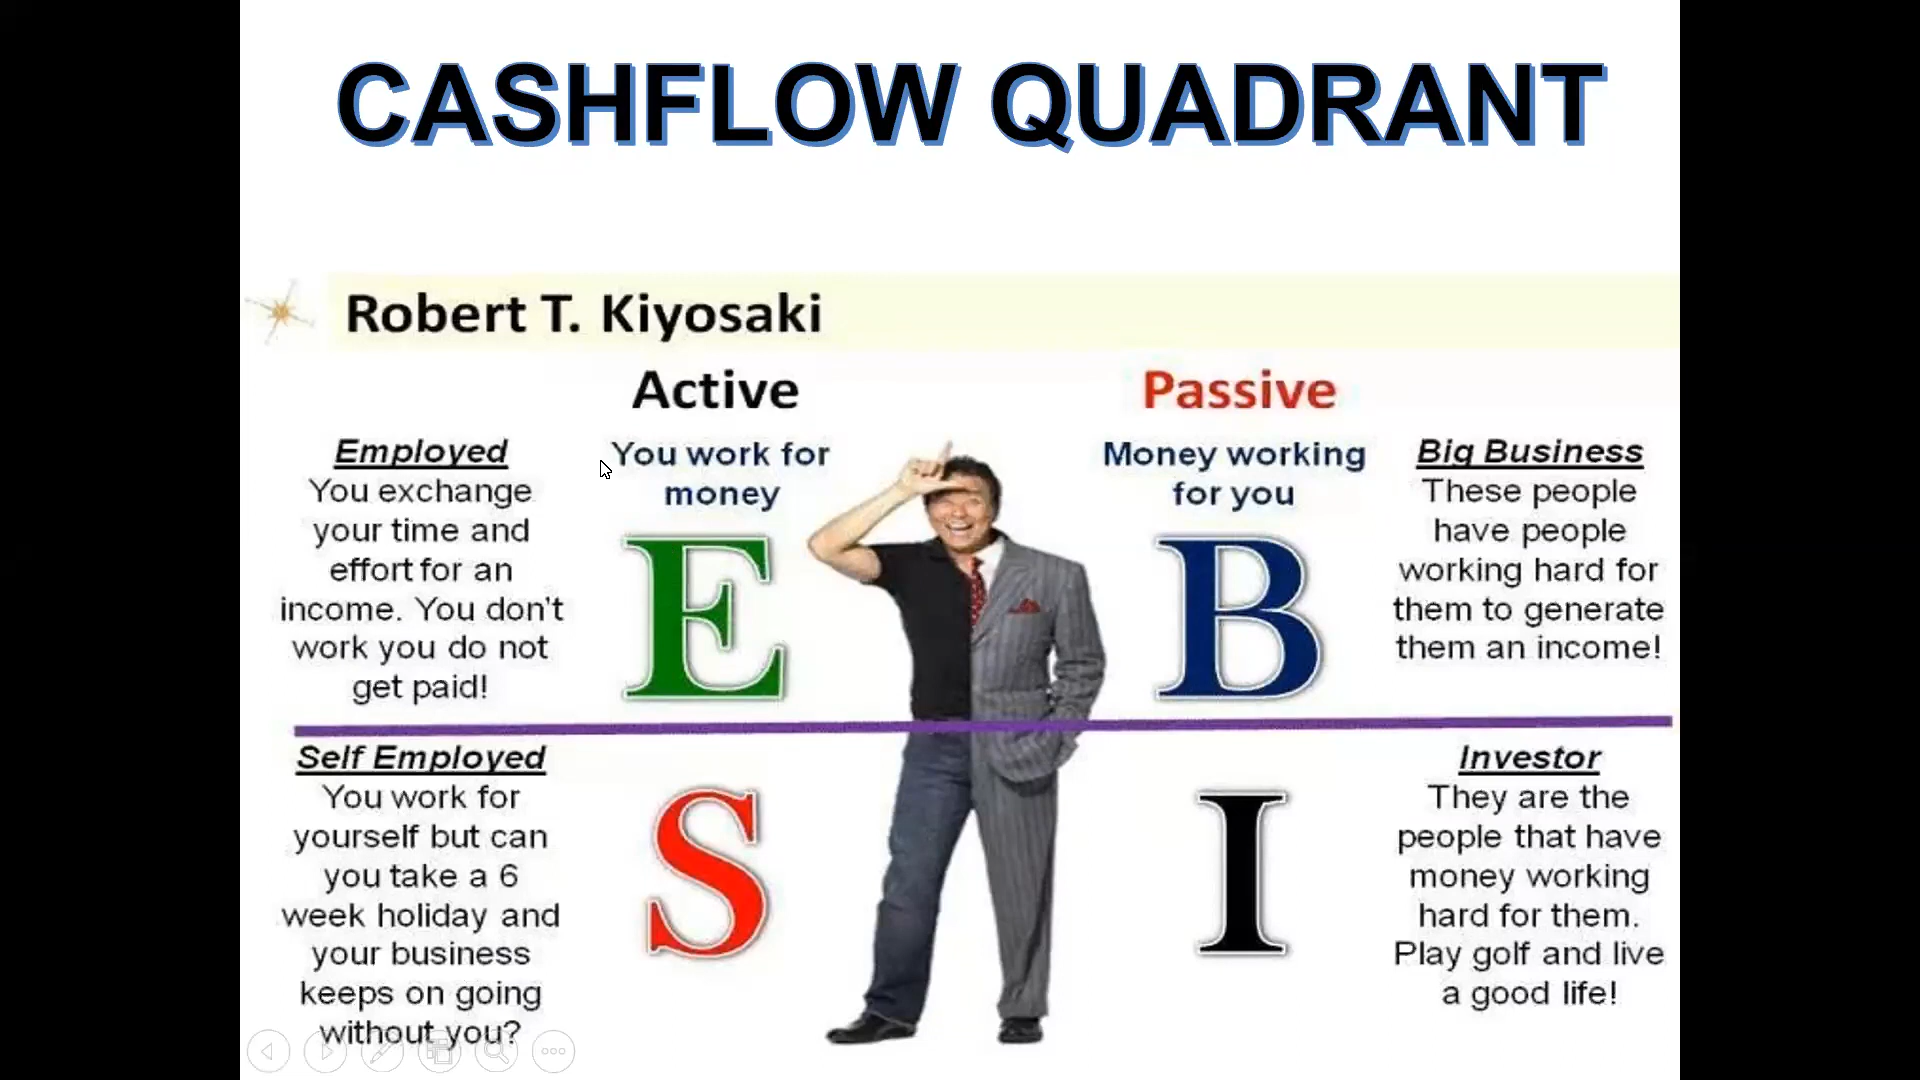 CASHFLOW QUADRANT
Robert T. Kiyosaki
Active
Passive
Employed
You exchange
your time and
effort for an
income. You don't
work you do not
get paid!
You work for
money
E
Money working
for you
B
Big Business
These people
have people
working hard for
them to generate
them an income!
Self Employed
You work for
yourself but can
you take a 6
week holiday and
your business
keeps on going
without you?
S
I
Investor
They are the
people that have
money working
hard for them.
Play golf and live
a good life!